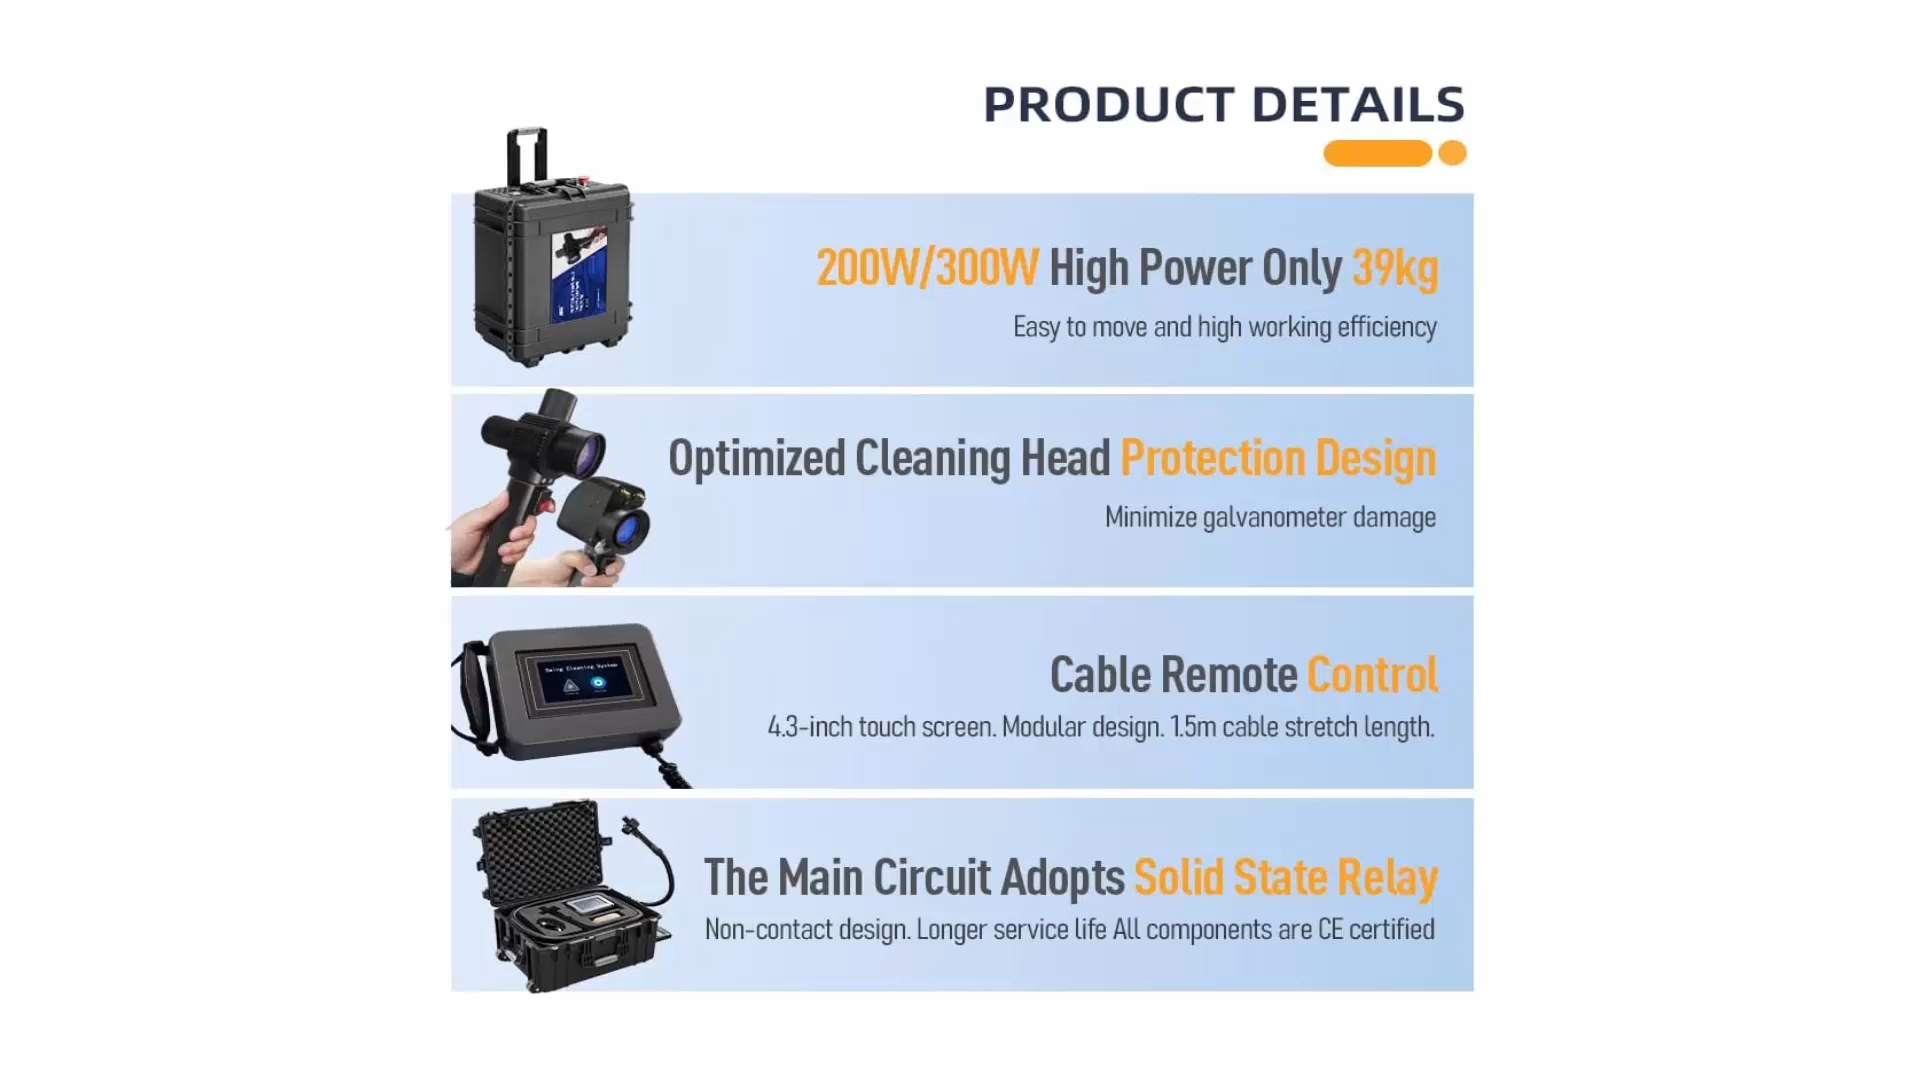 PRODUCT DETAILS
200W/300W High Power Only 39kg
Easy to move and high working efficiency
Optimized Cleaning Head Protection Design
Minimize galvanometer damage
Cable Remote Control
4.3-inch touch screen. Modular design. 1.5m cable stretch length.
The Main Circuit Adopts Solid State Relay
Non-contact design. Longer service life All components are CE certified